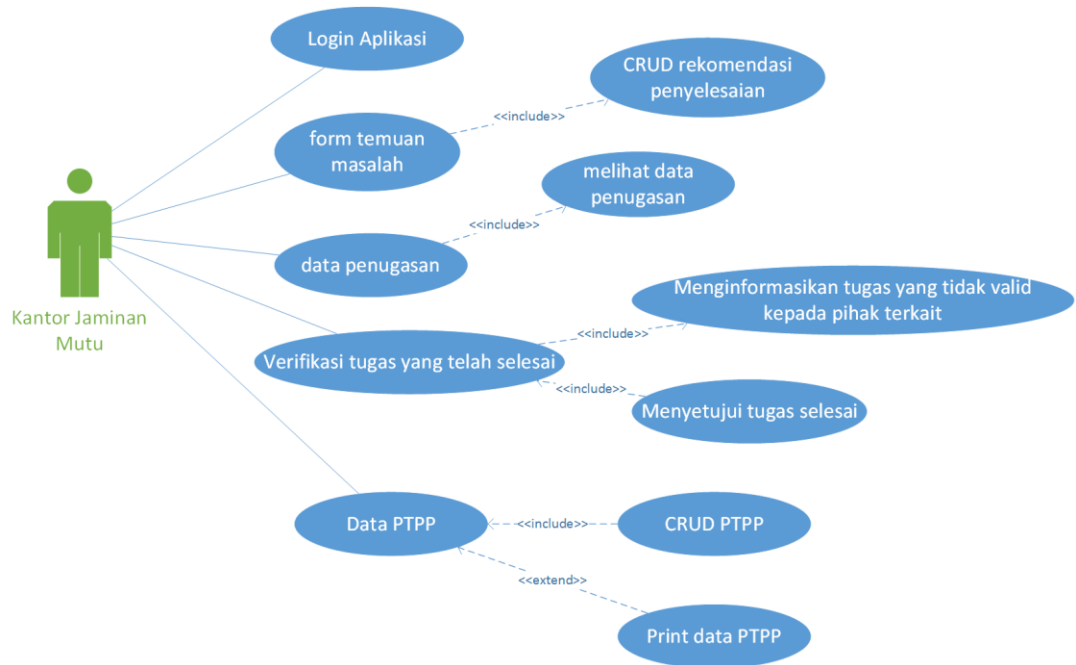 Login Aplikasi
CRUD rekomendasi
penyelesaian
<<include>>
form temuan
masalah
melihat data
penugasan
<<include>>
data penugasan
Kantor Jaminan
Mutu
Menginformasikan tugas yang tidak valid
kepada pihak terkait
<<include>>
Verifikasi tugas yang telah selesai
<<include>>
Menyetujui tugas selesai
Data PTPP
<<include>>
CRUD PTPP
<<extend>>
Print data PTPP